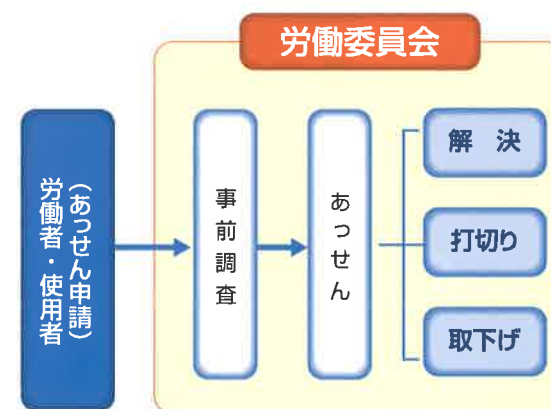 労働委員会
（あっせん申請）
労働者・使用者
事前調査
あっせん
解　決
打切り
取下げ